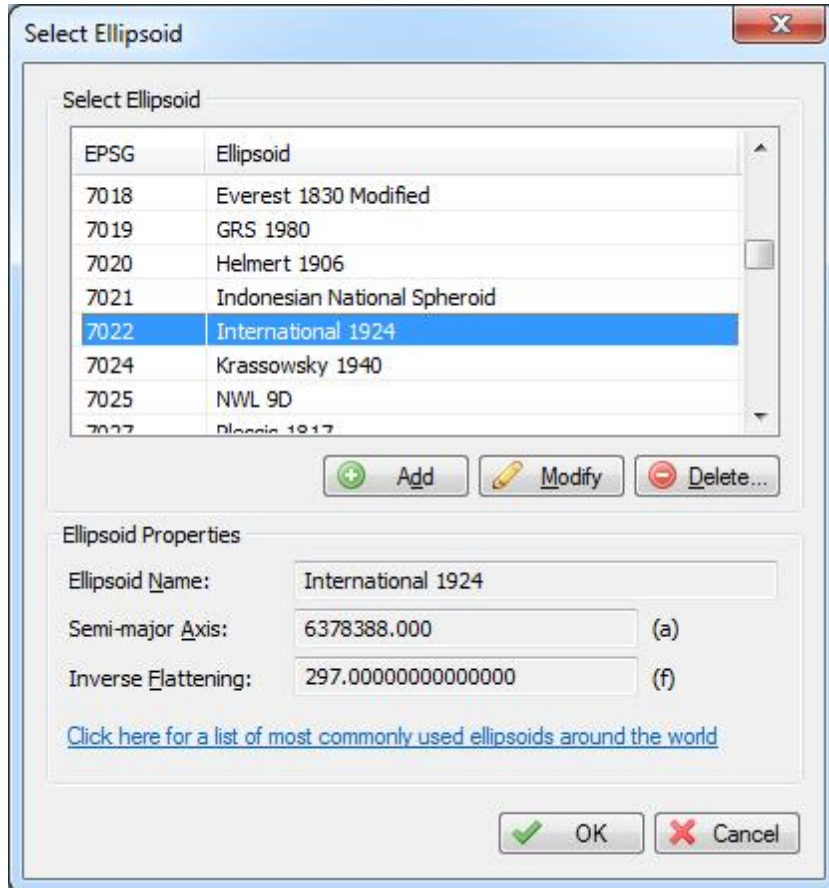 Select Ellipsoid
Select Ellipsoid
EPSG Ellipsoid
7018 Everest 1830 Modified
7019 GRS 1980
7020 Helmert 1906
7021 Indonesian National Spheroid
7022 International 1924
7024 Krassowsky 1940
7025 NWL 9D
7027 Plessis 1817
Add Modify Delete...
Ellipsoid Properties
Ellipsoid Name: International 1924
Semi-major Axis: 6378388.000 (a)
Inverse Flattening: 297.00000000000000 (f)
Click here for a list of most commonly used ellipsoids around the world
OK Cancel